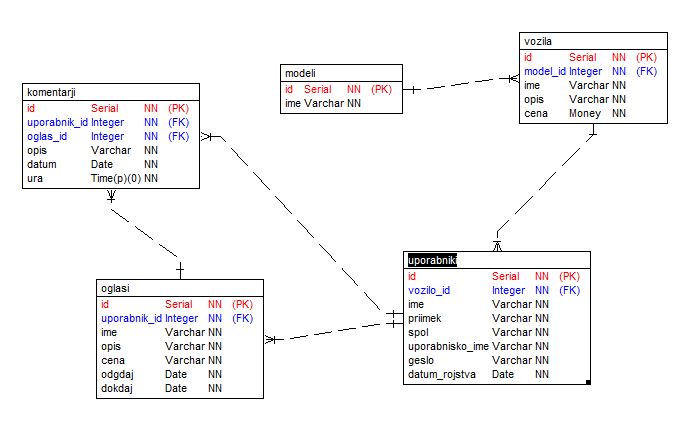 vozila
id Serial NN (PK)
model_id Integer NN (FK)
ime Varchar NN
opis Varchar NN
cena Money NN
modeli
id Serial NN (PK)
ime Varchar NN
komentarji
id Serial NN (PK)
uporabnik_id Integer NN (FK)
oglas_id Integer NN (FK)
opis Varchar NN
datum Date NN
ura Time(p)(0) NN
uporabniki
id Serial NN (PK)
vozilo_id Integer NN (FK)
ime Varchar NN
priimek Varchar NN
spol Varchar NN
uporabnisko_ime Varchar NN
geslo Varchar NN
datum_rojstva Date NN
oglasi
id Serial NN (PK)
uporabnik_id Integer NN (FK)
ime Varchar NN
opis Varchar NN
cena Varchar NN
odgdaj Date NN
dokdaj Date NN